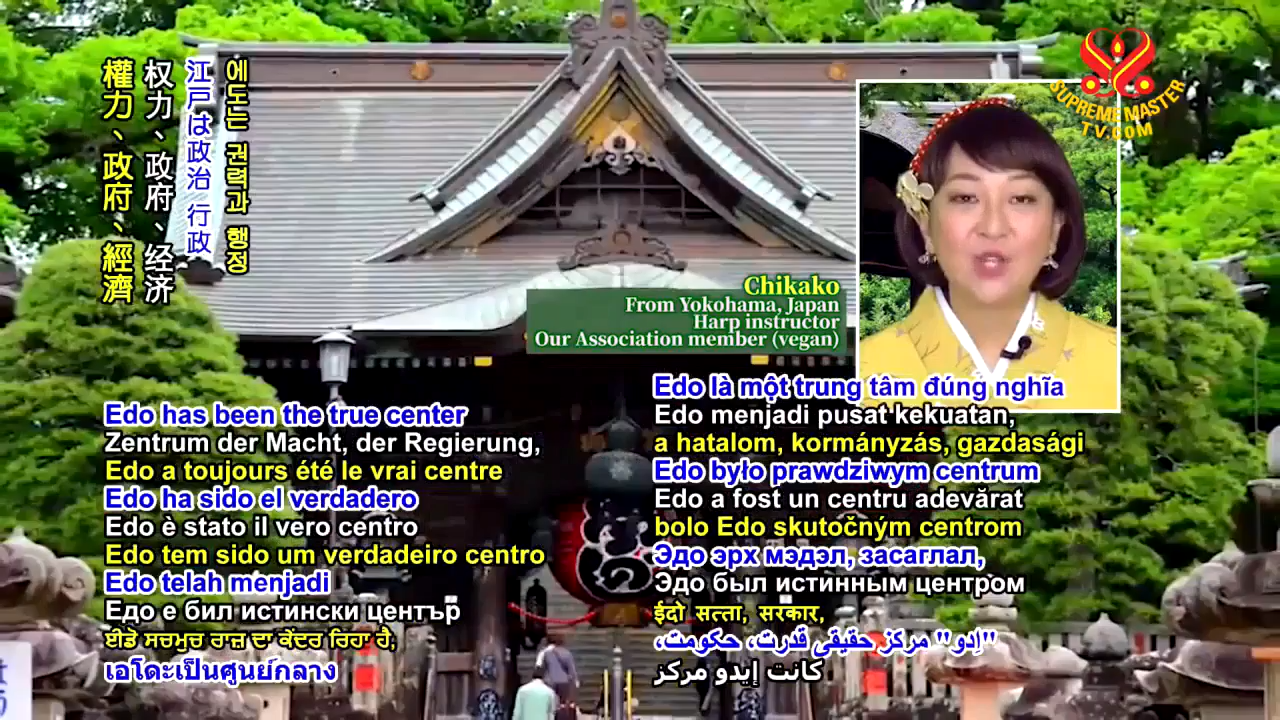 權力、政府、經濟
权力、政府、经济
江戸は政治 行政
에도는 권력과 행정
SUPREME MASTER
TV.COM
Chikako
From Yokohama, Japan
Harp instructor
Our Association member (vegan)
Edo has been the true center
Zentrum der Macht, der Regierung,
Edo a toujours été le vrai centre
Edo ha sido el verdadero
Edo è stato il vero centro
Edo tem sido um verdadeiro centro
Edo telah menjadi
Едо е бил истински център
ਈਡੋ ਸਚਮੁਚ ਰਾਜ਼ ਦਾ ਕੇਂਦਰ ਰਿਹਾ ਹੈ,
เอโดะเป็นศูนย์กลาง
Edo là một trung tâm đúng nghĩa
Edo menjadi pusat kekuatan,
a hatalom, kormányzás, gazdasági
Edo było prawdziwym centrum
Edo a fost un centru adevărat
bolo Edo skutočným centrom
Эдо эрх мэдэл, засаглал,
Эдо был истинным центром
ईदो सत्ता, सरकार,
"إدو" مرکز حقیقی قدرت، حکومت،
كانت إيدو مركز